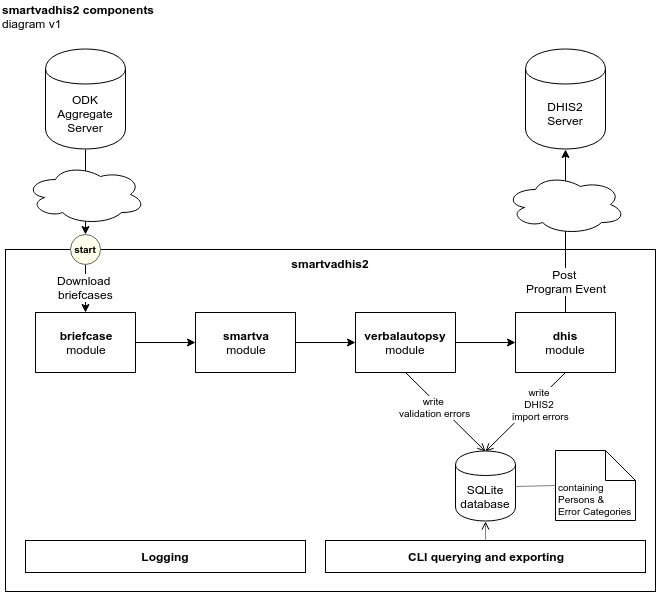 smartvadhis2 components
diagram v1
ODK
Aggregate
Server
DHIS2
Server
start
smartvadhis2
Download
briefcases
Post
Program Event
briefcase
module
smartva
module
verbalautopsy
module
dhis
module
write
validation errors
write
DHIS2
import errors
SQLite
database
containing
Persons &
Error Categories
Logging
CLI querying and exporting